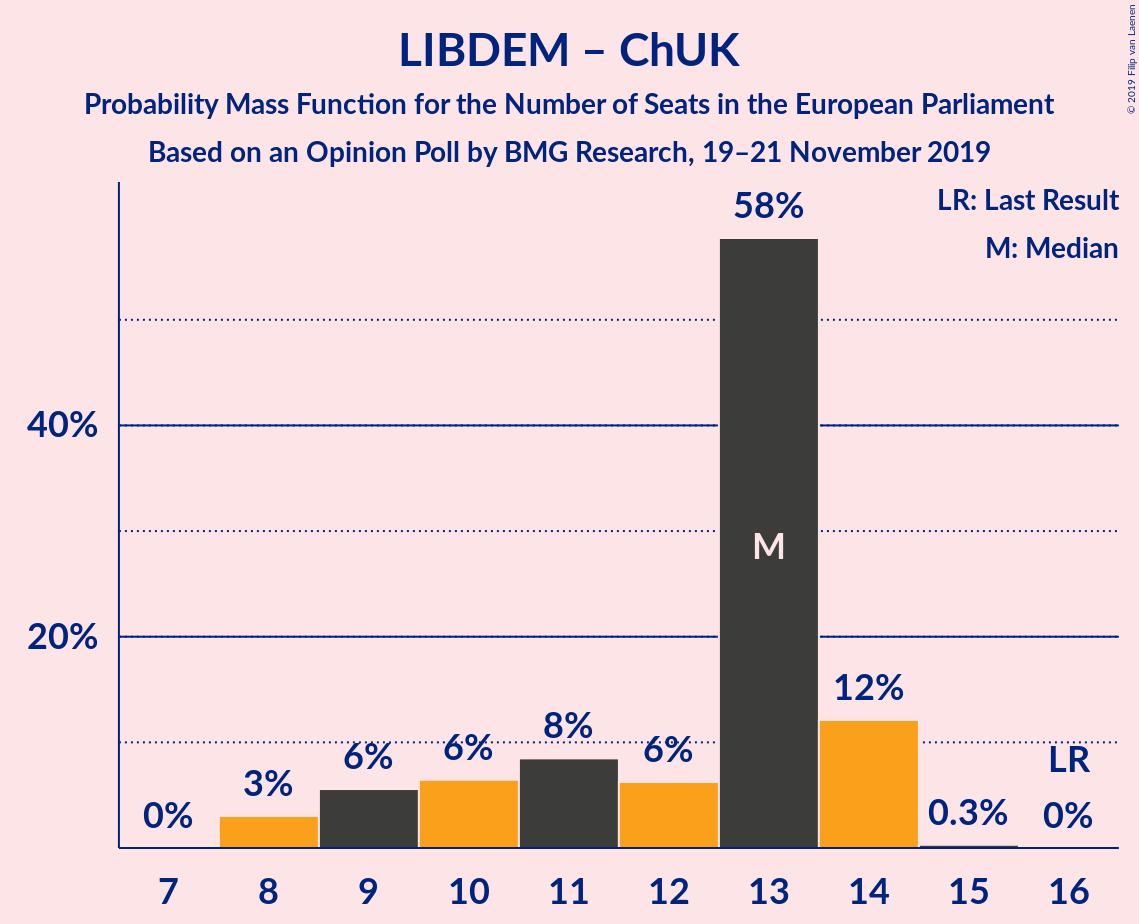 LIBDEM – ChUK
Probability Mass Function for the Number of Seats in the European Parliament
Based on an Opinion Poll by BMG Research, 19–21 November 2019
© 2019 Filip van Laenen
LR: Last Result
M: Median
58%
40%
M
20%
12%
8%
6%
6%
6%
LR
3%
0%
0.3%
0%
7 8 9 10 11 12 13 14 15 16